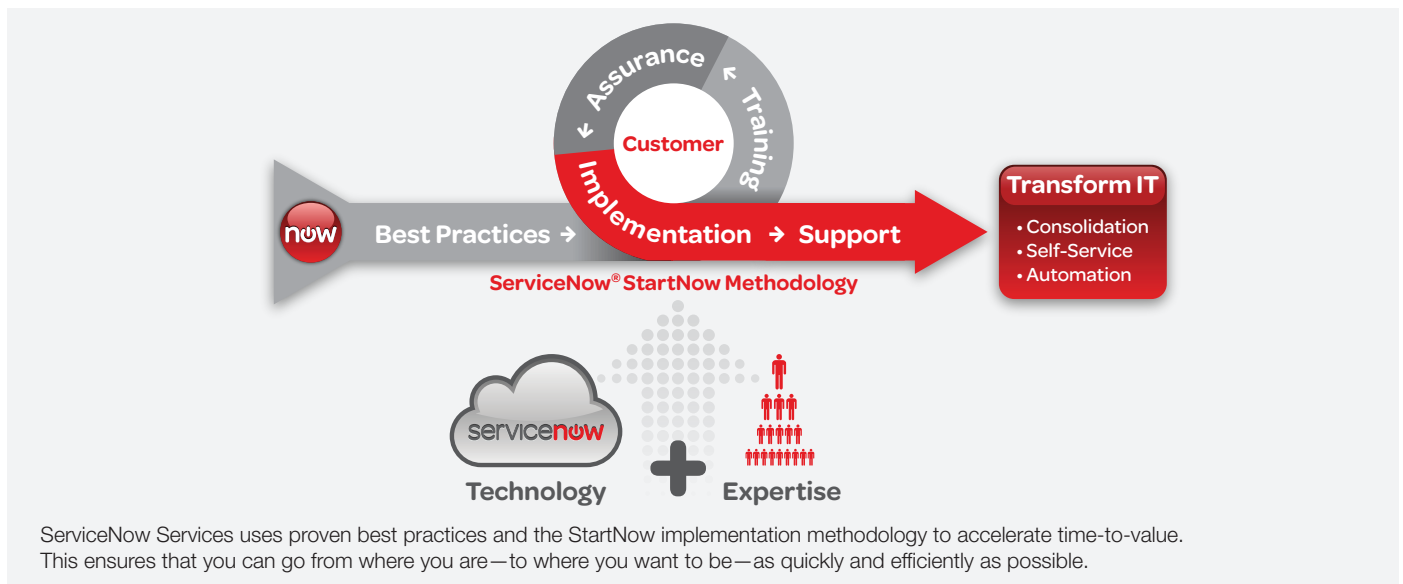 Assurance
Training
Customer
Implementation → Support
now
Best Practices →
Transform IT
• Consolidation
• Self-Service
• Automation
ServiceNow® StartNow Methodology
servicenow
Technology
Expertise
ServiceNow Services uses proven best practices and the StartNow implementation methodology to accelerate time-to-value.
This ensures that you can go from where you are—to where you want to be—as quickly and efficiently as possible.